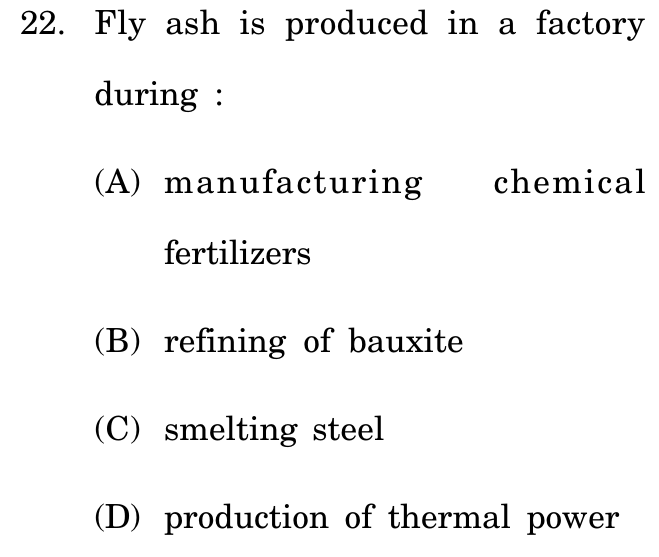 22. Fly ash is produced in a factory
during :
(A) manufacturing chemical
fertilizers
(B) refining of bauxite
(C) smelting steel
(D) production of thermal power